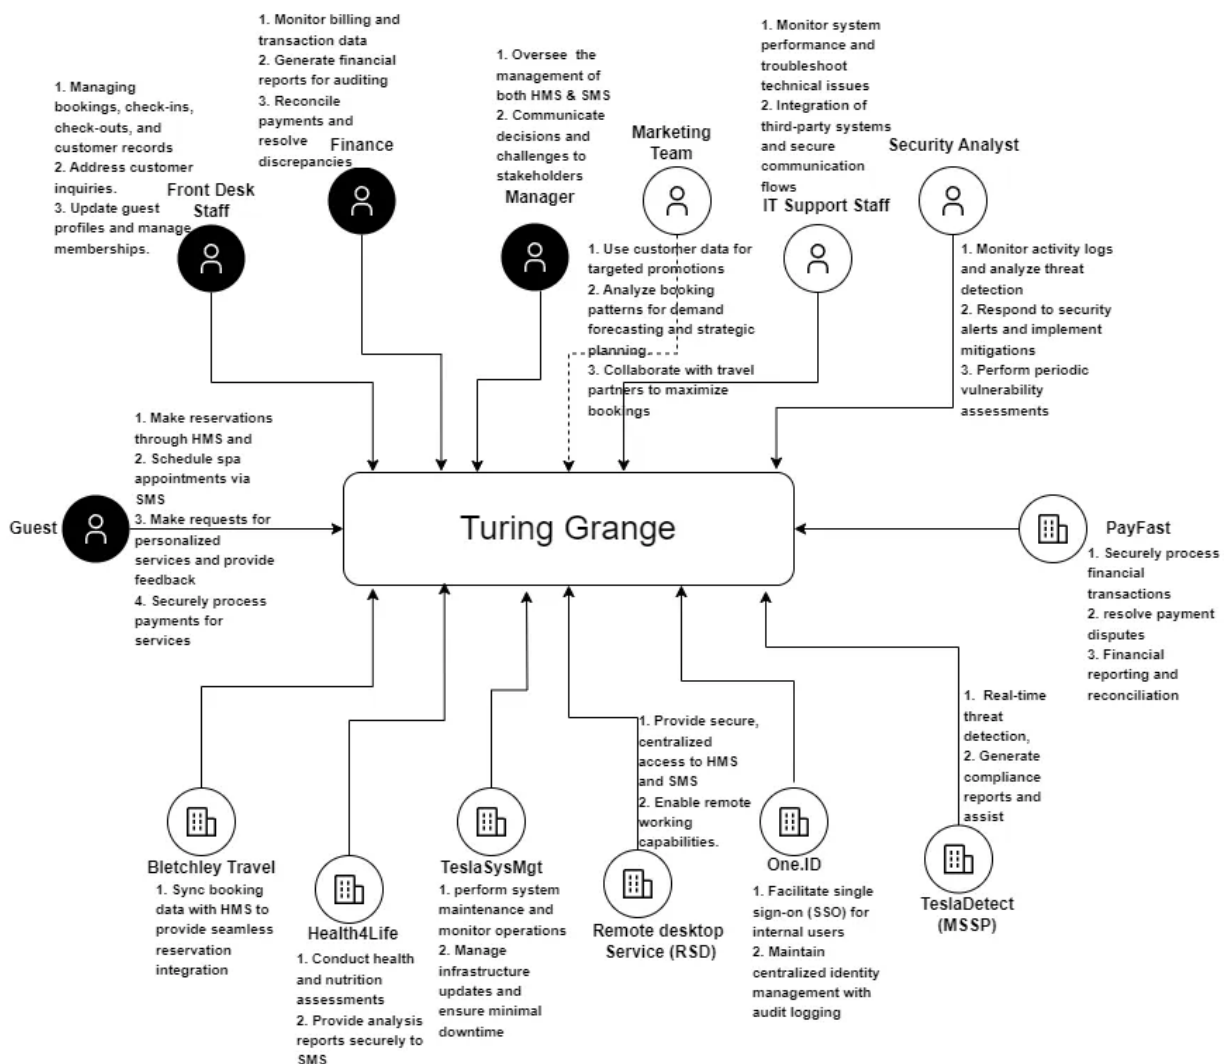 1. Monitor billing and
transaction data
2. Generate financial
reports for auditing
3. Reconcile
payments and
resolve
discrepancies
Finance
1. Oversee the
management of
both HMS & SMS
2. Communicate
decisions and
challenges to
stakeholders
Manager
1. Monitor system
performance and
troubleshoot
technical issues
2. Integration of
third-party systems
and secure
communication
flows
IT Support Staff
1. Managing
bookings, check-ins,
check-outs, and
customer records
2. Address customer
inquiries.
3. Update guest
profiles and manage
memberships.
Front Desk
Staff
Marketing
Team
1. Use customer data for
targeted promotions
2. Analyze booking
patterns for demand
forecasting and strategic
planning.
3. Collaborate with travel
partners to maximize
bookings
Security Analyst
1. Monitor activity logs
and analyze threat
detection
2. Respond to security
alerts and implement
mitigations
3. Perform periodic
vulnerability
assessments
Guest
1. Make reservations
through HMS and
2. Schedule spa
appointments via
SMS
3. Make requests for
personalized
services and provide
feedback
4. Securely process
payments for
services
Turing Grange
PayFast
1. Securely process
financial
transactions
2. resolve payment
disputes
3. Financial
reporting and
reconciliation
Bletchley Travel
1. Sync booking
data with HMS to
provide seamless
reservation
integration
Health4Life
1. Conduct health
and nutrition
assessments
2. Provide analysis
reports securely to
SMS
TeslaSysMgt
1. perform system
maintenance and
monitor operations
2. Manage
infrastructure
updates and
ensure minimal
downtime
1. Provide secure,
centralized
access to HMS
and SMS
2. Enable remote
working
capabilities.
Remote desktop
Service (RSD)
One.ID
1. Facilitate single
sign-on (SSO) for
internal users
2. Maintain
centralized identity
management with
audit logging
1. Real-time
threat
detection,
2. Generate
compliance
reports and
assist
TeslaDetect
(MSSP)